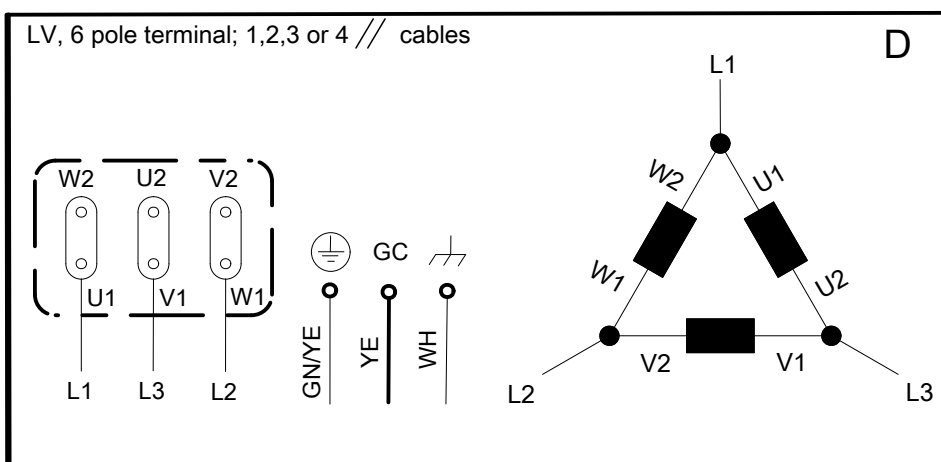 LV, 6 pole terminal; 1,2,3 or 4 // cables
D
W2 U2 V2
U1 V1 W1
L1 L3 L2
GC
GN/YE YE WH
L1
W2 U1
W1 U2
V2 V1
L2 L3